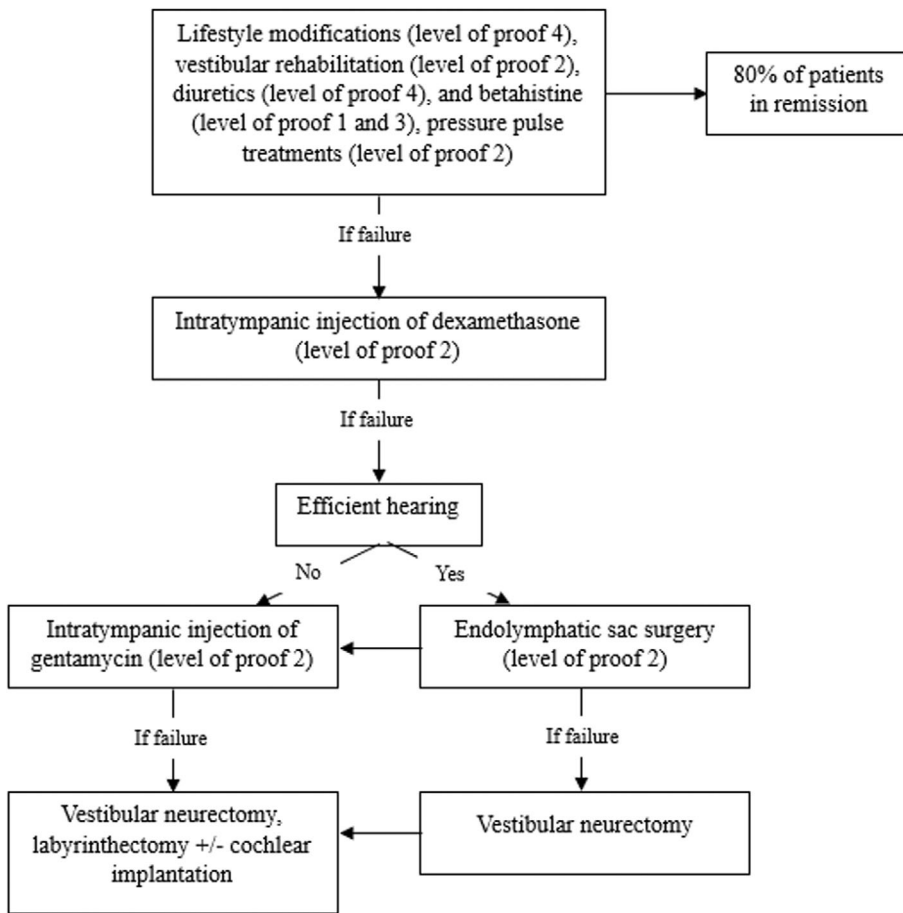 Lifestyle modifications (level of proof 4),
vestibular rehabilitation (level of proof 2),
diuretics (level of proof 4), and betahistine
(level of proof 1 and 3), pressure pulse
treatments (level of proof 2)
80% of patients
in remission
If failure
Intratympanic injection of dexamethasone
(level of proof 2)
If failure
Efficient hearing
No
Yes
Intratympanic injection of
gentamycin (level of proof 2)
Endolymphatic sac surgery
(level of proof 2)
If failure
If failure
Vestibular neurectomy,
labyrinthectomy +/- cochlear
implantation
Vestibular neurectomy